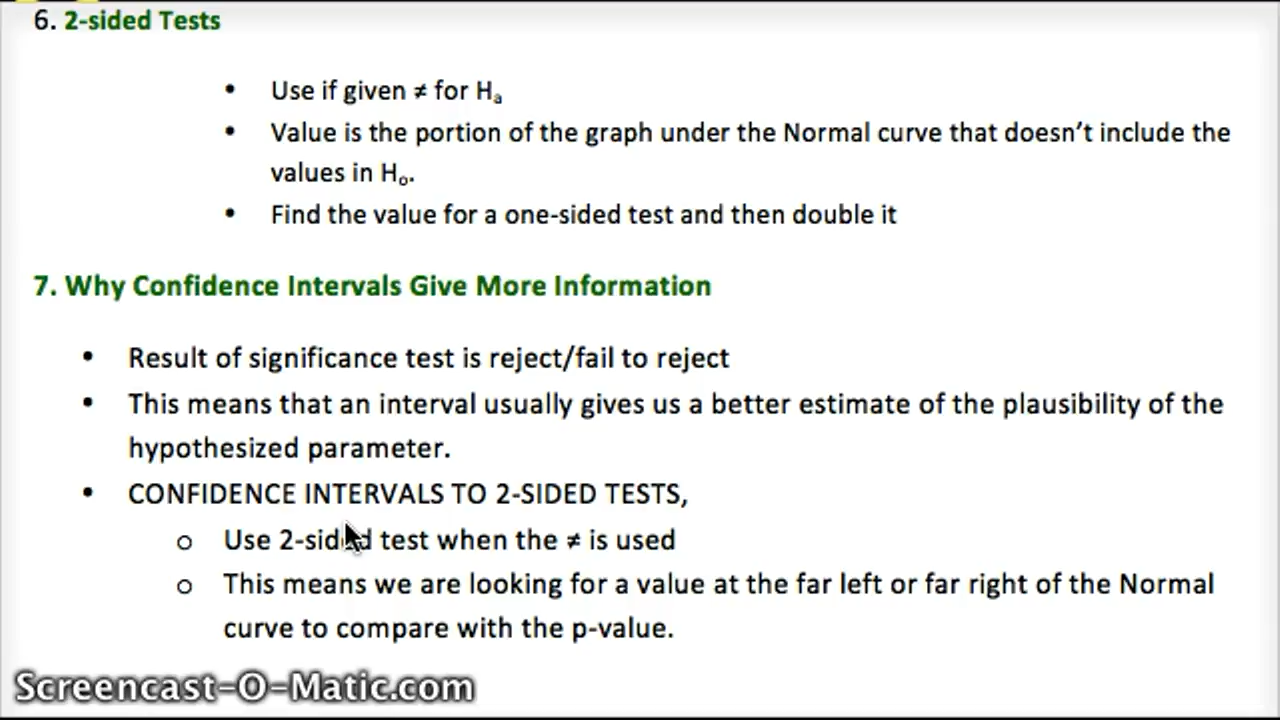 6. 2-sided Tests
• Use if given ≠ for Hₐ
• Value is the portion of the graph under the Normal curve that doesn't include the
values in Hₒ.
• Find the value for a one-sided test and then double it
7. Why Confidence Intervals Give More Information
• Result of significance test is reject/fail to reject
• This means that an interval usually gives us a better estimate of the plausibility of the
hypothesized parameter.
• CONFIDENCE INTERVALS TO 2-SIDED TESTS,
o Use 2-sided test when the ≠ is used
o This means we are looking for a value at the far left or far right of the Normal
curve to compare with the p-value.
Screencast-O-Matic.com